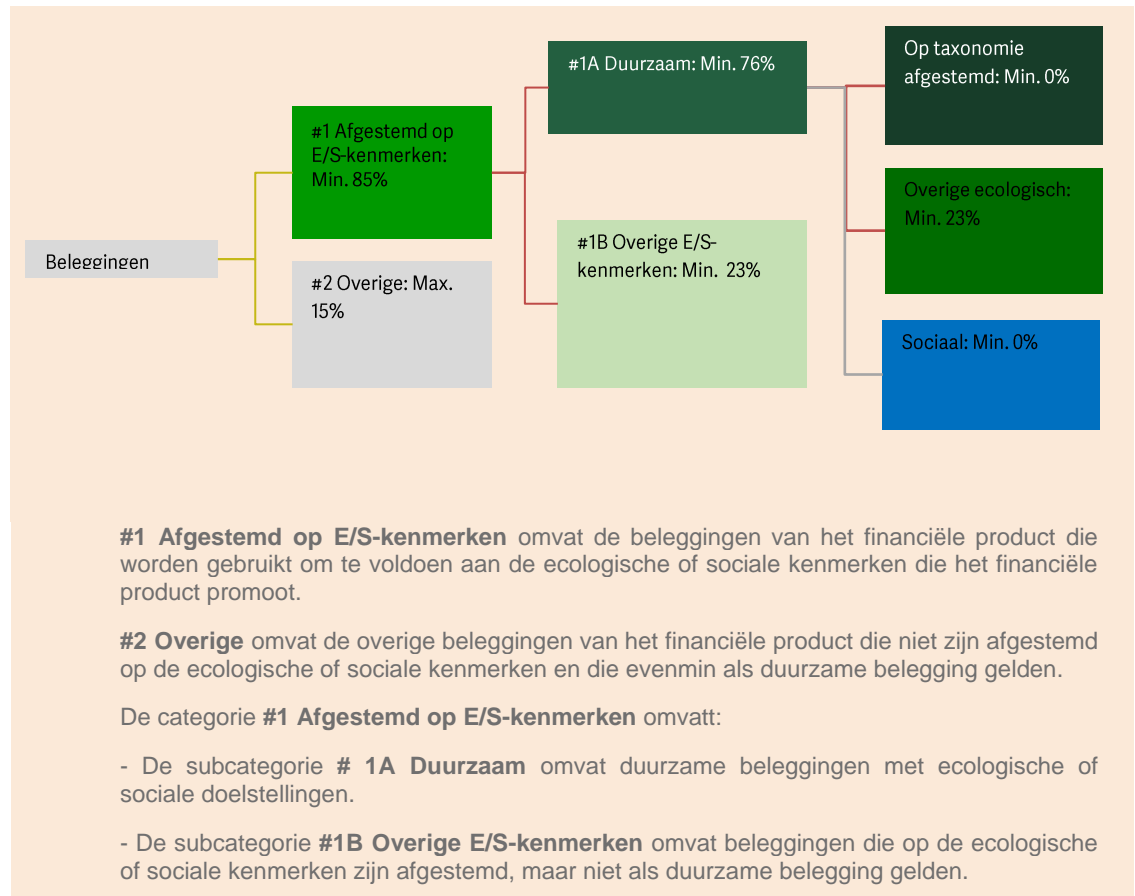 Beleggingen
#1 Afgestemd op
E/S-kenmerken:
Min. 85%
#2 Overige: Max.
15%
#1A Duurzaam: Min. 76%
#1B Overige E/S-
kenmerken: Min. 23%
Op taxonomie
afgestemd: Min. 0%
Overige ecologisch:
Min. 23%
Sociaal: Min. 0%
#1 Afgestemd op E/S-kenmerken omvat de beleggingen van het financiële product die
worden gebruikt om te voldoen aan de ecologische of sociale kenmerken die het financiële
product promoot.
#2 Overige omvat de overige beleggingen van het financiële product die niet zijn afgestemd
op de ecologische of sociale kenmerken en die evenmin als duurzame belegging gelden.
De categorie #1 Afgestemd op E/S-kenmerken omvatt:
- De subcategorie # 1A Duurzaam omvat duurzame beleggingen met ecologische of
sociale doelstellingen.
- De subcategorie #1B Overige E/S-kenmerken omvat beleggingen die op de ecologische
of sociale kenmerken zijn afgestemd, maar niet als duurzame belegging gelden.